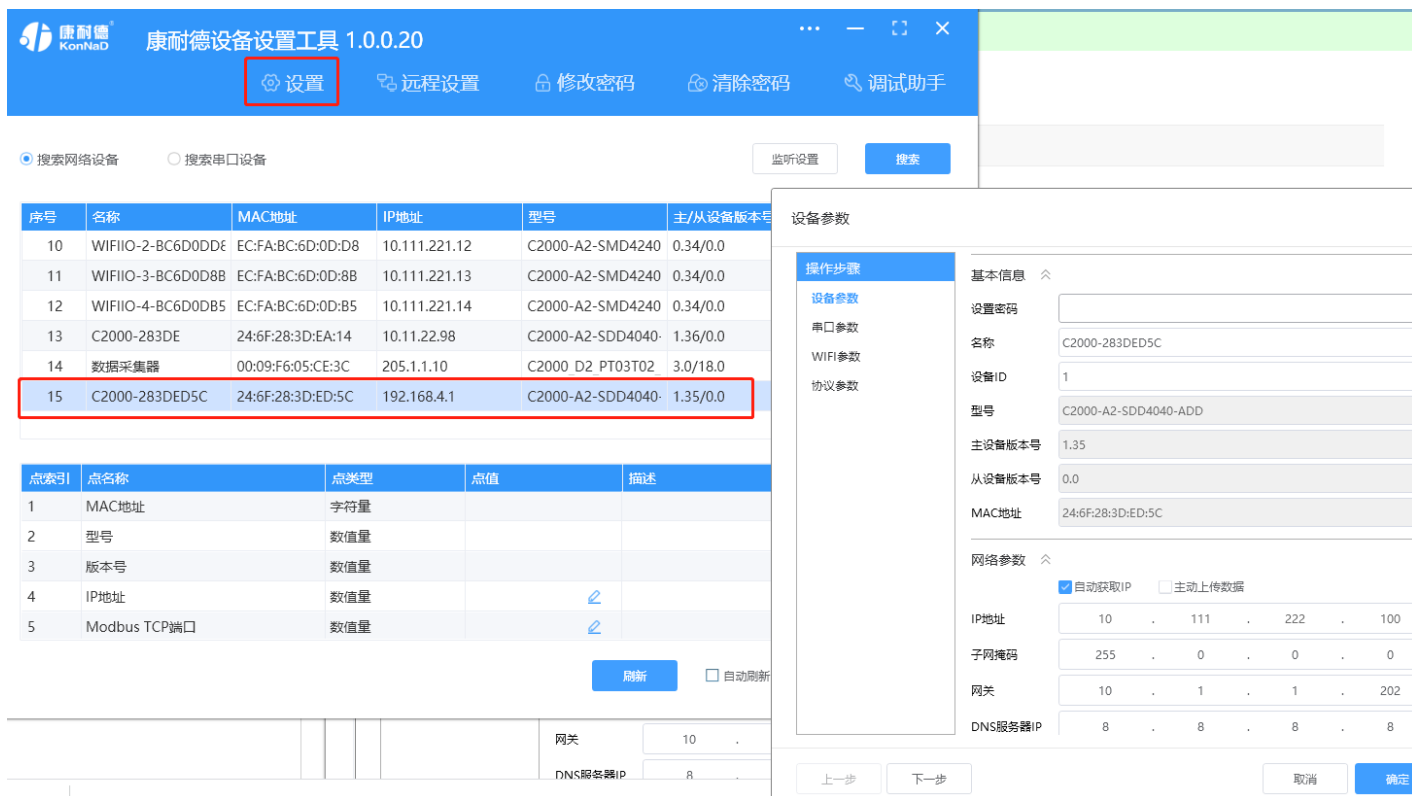 康耐德
KonNaD
康耐德设备设置工具 1.0.0.20
设置 远程设置 修改密码 清除密码 调试助手
搜索网络设备 搜索串口设备 监听设置 搜索
序号 名称 MAC地址 IP地址 型号 主/从设备版本号
10 WIFIIO-2-BC6D0DD8 EC:FA:BC:6D:0D:D8 10.111.221.12 C2000-A2-SMD4240 0.34/0.0
11 WIFIIO-3-BC6D0D8B EC:FA:BC:6D:0D:8B 10.111.221.13 C2000-A2-SMD4240 0.34/0.0
12 WIFIIO-4-BC6D0DB5 EC:FA:BC:6D:0D:B5 10.111.221.14 C2000-A2-SMD4240 0.34/0.0
13 C2000-283DE 24:6F:28:3D:EA:14 10.11.22.98 C2000-A2-SDD4040- 1.36/0.0
14 数据采集器 00:09:F6:05:CE:3C 205.1.1.10 C2000_D2_PT03T02_ 3.0/18.0
15 C2000-283DED5C 24:6F:28:3D:ED:5C 192.168.4.1 C2000-A2-SDD4040- 1.35/0.0
点索引 点名称 点类型 点值 描述
1 MAC地址 字符量
2 型号 数值量
3 版本号 数值量
4 IP地址 数值量
5 Modbus TCP端口 数值量
刷新 自动刷新
网关 10 .
DNS服务器IP 8 .
设备参数
操作步骤
设备参数
串口参数
WIFI参数
协议参数
基本信息
设置密码
名称 C2000-283DED5C
设备ID 1
型号 C2000-A2-SDD4040-ADD
主设备版本号 1.35
从设备版本号 0.0
MAC地址 24:6F:28:3D:ED:5C
网络参数
自动获取IP 主动上传数据
IP地址 10 . 111 . 222 . 100
子网掩码 255 . 0 . 0 . 0
网关 10 . 1 . 1 . 202
DNS服务器IP 8 . 8 . 8 . 8
上一步 下一步 取消 确定